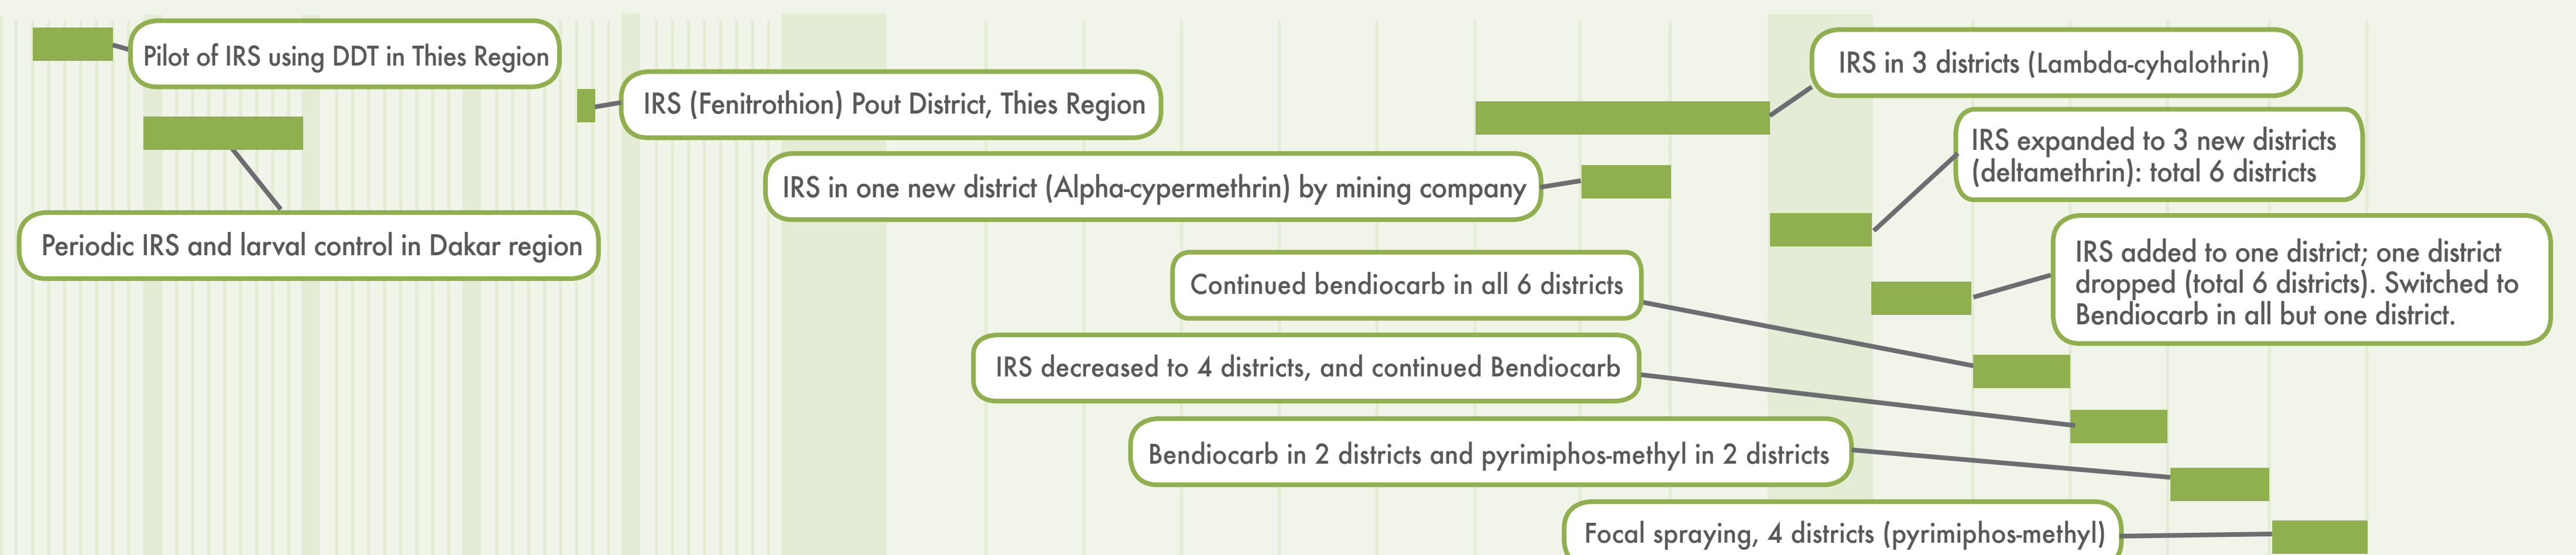 Pilot of IRS using DDT in Thies Region
IRS (Fenitrothion) Pout District, Thies Region
Periodic IRS and larval control in Dakar region
IRS in 3 districts (Lambda-cyhalothrin)
IRS in one new district (Alpha-cypermethrin) by mining company
IRS expanded to 3 new districts
(deltamethrin): total 6 districts
IRS added to one district; one district
dropped (total 6 districts). Switched to
Bendiocarb in all but one district.
Continued bendiocarb in all 6 districts
IRS decreased to 4 districts, and continued Bendiocarb
Bendiocarb in 2 districts and pyrimiphos-methyl in 2 districts
Focal spraying, 4 districts (pyrimiphos-methyl)